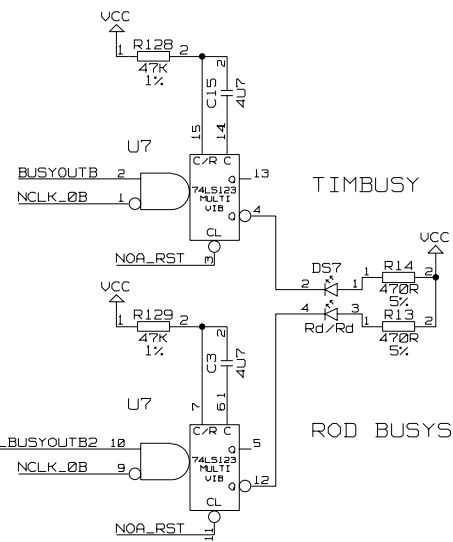 VCC
1 R128 2
47K
1%
2
C15
4U7
1
15
14
U7
C/R C
BUSYOUTB 2
Q 13
74LS123
MULTI
VIB
NCLK_0B 1
Q 4
CL
NOA_RST
3
TIMBUSY
VCC
DS7
2 1
1 R14 2
470R
5%
4 3
Rd/Rd
1 R13 2
470R
5%
VCC
1 R129 2
47K
1%
2
C3
4U7
1
7
6
U7
C/R C
ROD BUSYS
_BUSYOUTB2 10
Q 5
74LS123
MULTI
VIB
NCLK_0B 9
Q 12
CL
NOA_RST
11